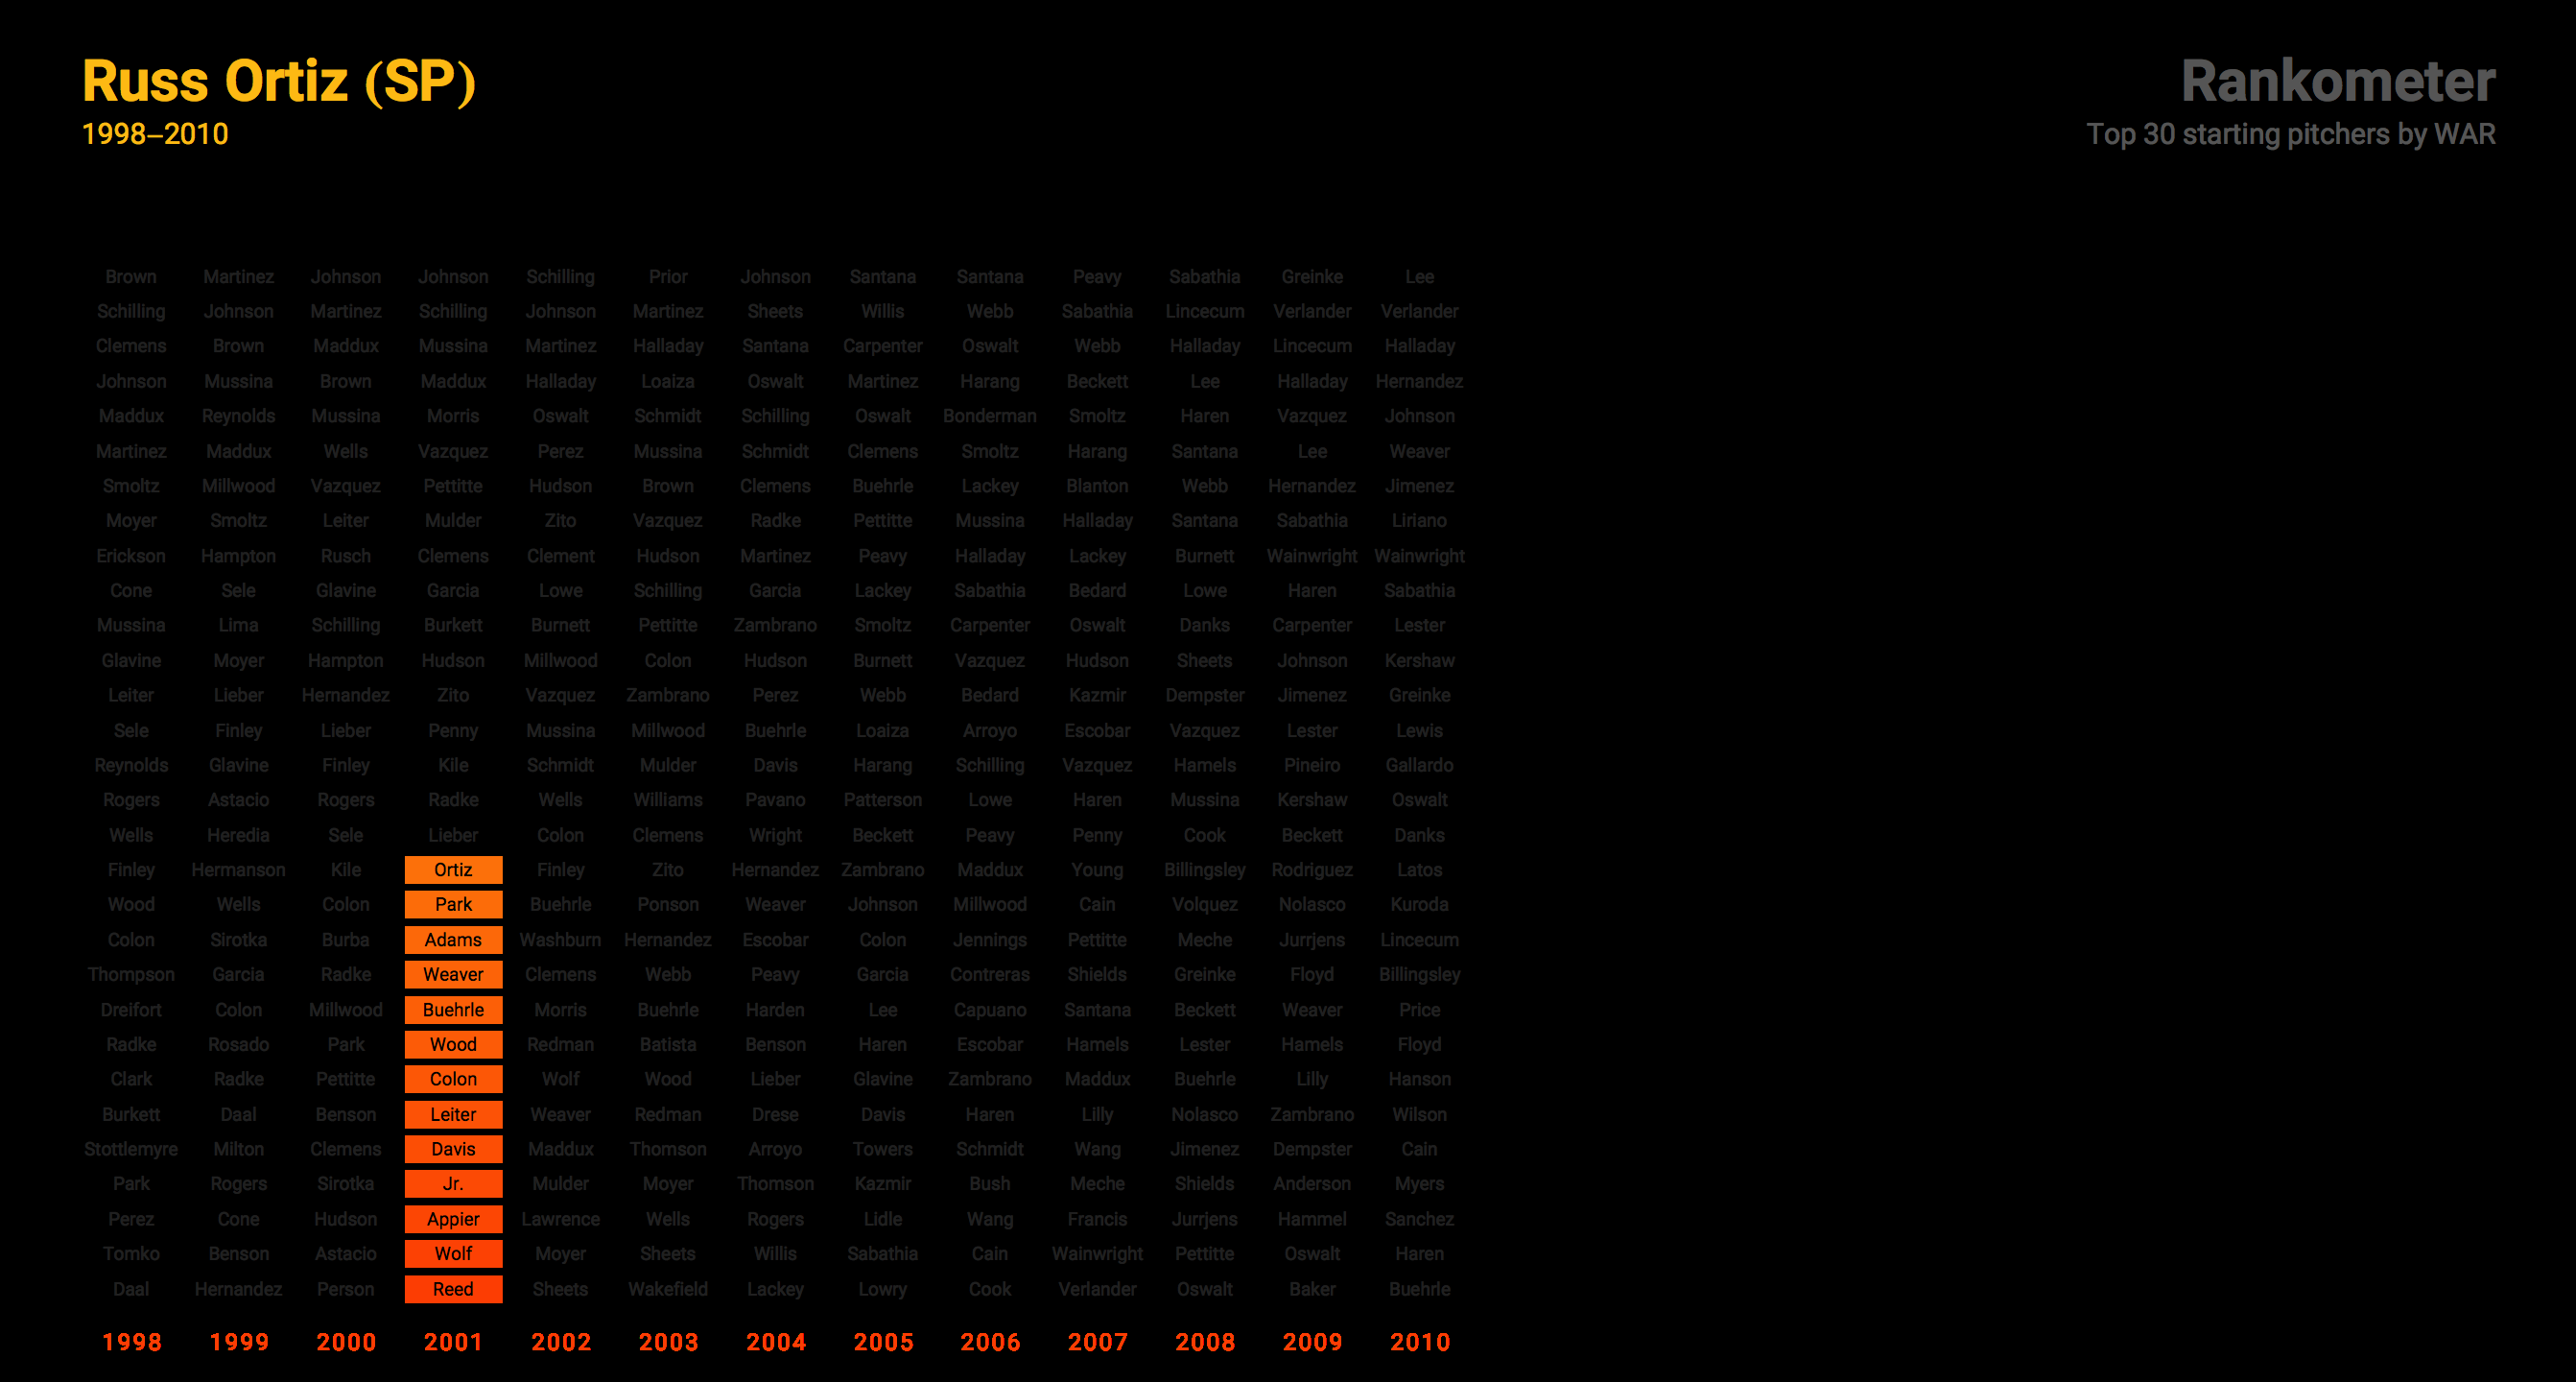 Russ Ortiz (SP)
1998–2010
Rankometer
Top 30 starting pitchers by WAR
Brown Martinez Johnson Johnson Schilling Prior Johnson Santana Santana Peavy Sabathia Greinke Lee
Schilling Johnson Martinez Schilling Johnson Martinez Sheets Willis Webb Sabathia Lincecum Verlander Verlander
Clemens Brown Maddux Mussina Martinez Halladay Santana Carpenter Oswalt Webb Halladay Lincecum Halladay
Johnson Mussina Brown Maddux Halladay Loaiza Oswalt Martinez Harang Beckett Lee Halladay Hernandez
Maddux Reynolds Mussina Morris Oswalt Schmidt Schilling Oswalt Bonderman Smoltz Haren Vazquez Johnson
Martinez Maddux Wells Vazquez Perez Mussina Schmidt Clemens Smoltz Harang Santana Lee Weaver
Smoltz Millwood Vazquez Pettitte Hudson Brown Clemens Buehrle Lackey Blanton Webb Hernandez Jimenez
Moyer Smoltz Leiter Mulder Zito Vazquez Radke Pettitte Mussina Halladay Santana Sabathia Liriano
Erickson Hampton Rusch Clemens Clement Hudson Martinez Peavy Halladay Lackey Burnett Wainwright Wainwright
Cone Sele Glavine Garcia Lowe Schilling Garcia Lackey Sabathia Bedard Lowe Haren Sabathia
Mussina Lima Schilling Burkett Burnett Pettitte Zambrano Smoltz Carpenter Oswalt Danks Carpenter Lester
Glavine Moyer Hampton Hudson Millwood Colon Hudson Burnett Vazquez Hudson Sheets Johnson Kershaw
Leiter Lieber Hernandez Zito Vazquez Zambrano Perez Webb Bedard Kazmir Dempster Jimenez Greinke
Sele Finley Lieber Penny Mussina Millwood Buehrle Loaiza Arroyo Escobar Vazquez Lester Lewis
Reynolds Glavine Finley Kile Schmidt Mulder Davis Harang Schilling Vazquez Hamels Pineiro Gallardo
Rogers Astacio Rogers Radke Wells Williams Pavano Patterson Lowe Haren Mussina Kershaw Oswalt
Wells Heredia Sele Lieber Colon Clemens Wright Beckett Peavy Penny Cook Beckett Danks
Finley Hermanson Kile Ortiz Finley Zito Hernandez Zambrano Maddux Young Billingsley Rodriguez Latos
Wood Wells Colon Park Buehrle Ponson Weaver Johnson Millwood Cain Volquez Nolasco Kuroda
Colon Sirotka Burba Adams Washburn Hernandez Escobar Colon Jennings Pettitte Meche Jurrjens Lincecum
Thompson Garcia Radke Weaver Clemens Webb Peavy Garcia Contreras Shields Greinke Floyd Billingsley
Dreifort Colon Millwood Buehrle Morris Buehrle Harden Lee Capuano Santana Beckett Weaver Price
Radke Rosado Park Wood Redman Batista Benson Haren Escobar Hamels Lester Hamels Floyd
Clark Radke Pettitte Colon Wolf Wood Lieber Glavine Zambrano Maddux Buehrle Lilly Hanson
Burkett Daal Benson Leiter Weaver Redman Drese Davis Haren Lilly Nolasco Zambrano Wilson
Stottlemyre Milton Clemens Davis Maddux Thomson Arroyo Towers Schmidt Wang Jimenez Dempster Cain
Park Rogers Sirotka Jr. Mulder Moyer Thomson Kazmir Bush Meche Shields Anderson Myers
Perez Cone Hudson Appier Lawrence Wells Rogers Lidle Wang Francis Jurrjens Hammel Sanchez
Tomko Benson Astacio Wolf Moyer Sheets Willis Sabathia Cain Wainwright Pettitte Oswalt Haren
Daal Hernandez Person Reed Sheets Wakefield Lackey Lowry Cook Verlander Oswalt Baker Buehrle
1998 1999 2000 2001 2002 2003 2004 2005 2006 2007 2008 2009 2010